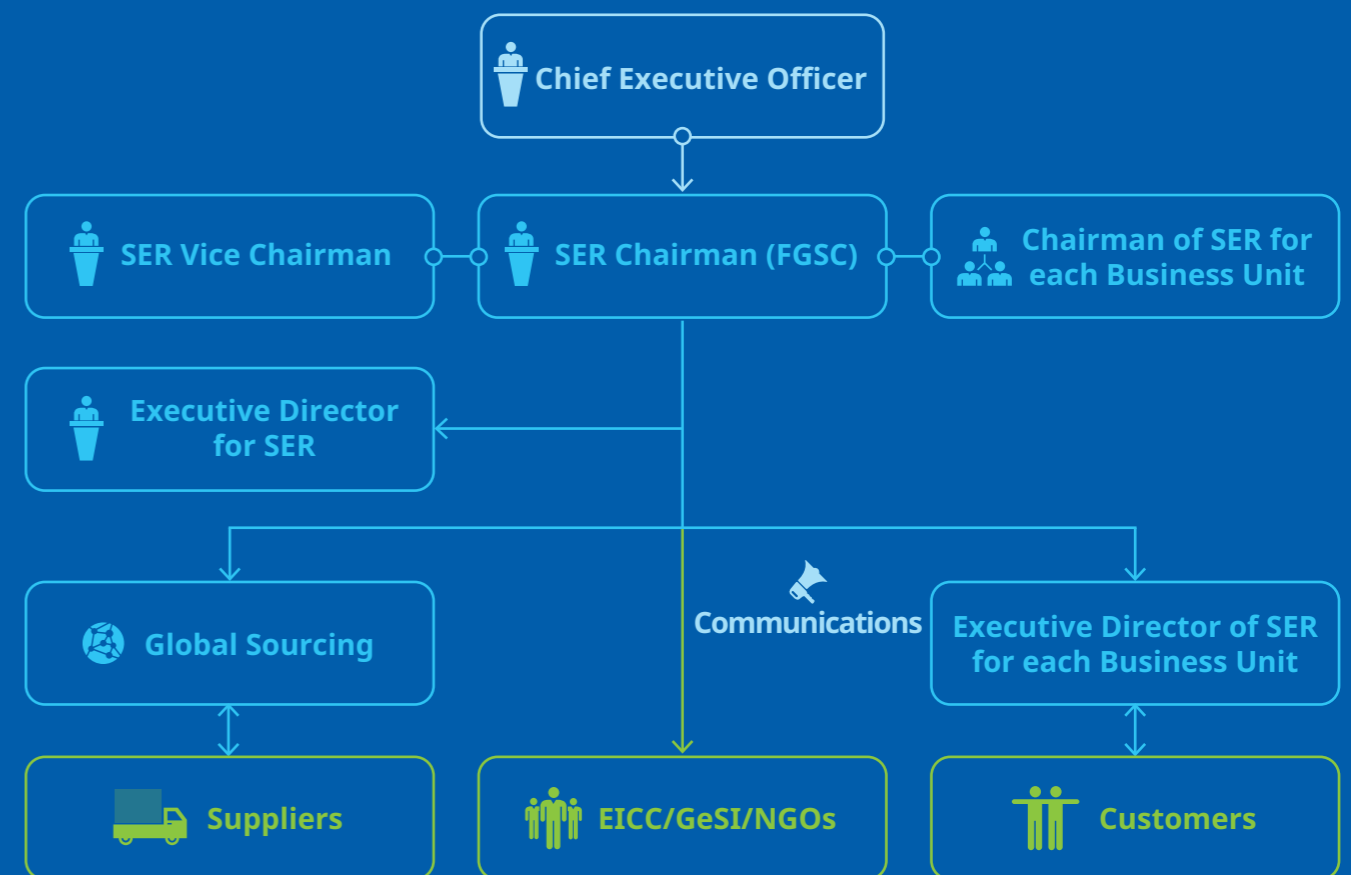 Chief Executive Officer
SER Vice Chairman
SER Chairman (FGSC)
Chairman of SER for
each Business Unit
Executive Director
for SER
Communications
Global Sourcing
Executive Director of SER
for each Business Unit
Suppliers
EICC/GeSI/NGOs
Customers